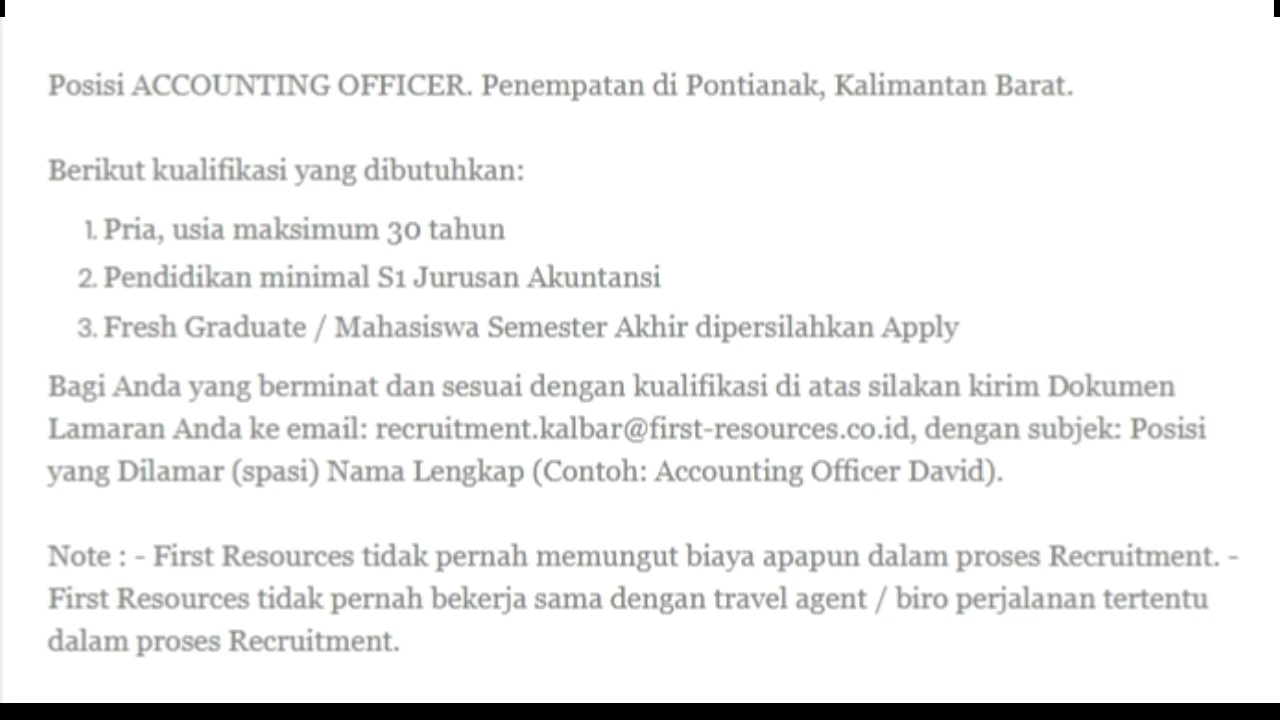 Posisi ACCOUNTING OFFICER. Penempatan di Pontianak, Kalimantan Barat.
Berikut kualifikasi yang dibutuhkan:
1. Pria, usia maksimum 30 tahun
2. Pendidikan minimal S1 Jurusan Akuntansi
3. Fresh Graduate / Mahasiswa Semester Akhir dipersilahkan Apply
Bagi Anda yang berminat dan sesuai dengan kualifikasi di atas silakan kirim Dokumen
Lamaran Anda ke email: recruitment.kalbar@first-resources.co.id, dengan subjek: Posisi
yang Dilamar (spasi) Nama Lengkap (Contoh: Accounting Officer David).
Note : - First Resources tidak pernah memungut biaya apapun dalam proses Recruitment. -
First Resources tidak pernah bekerja sama dengan travel agent / biro perjalanan tertentu
dalam proses Recruitment.